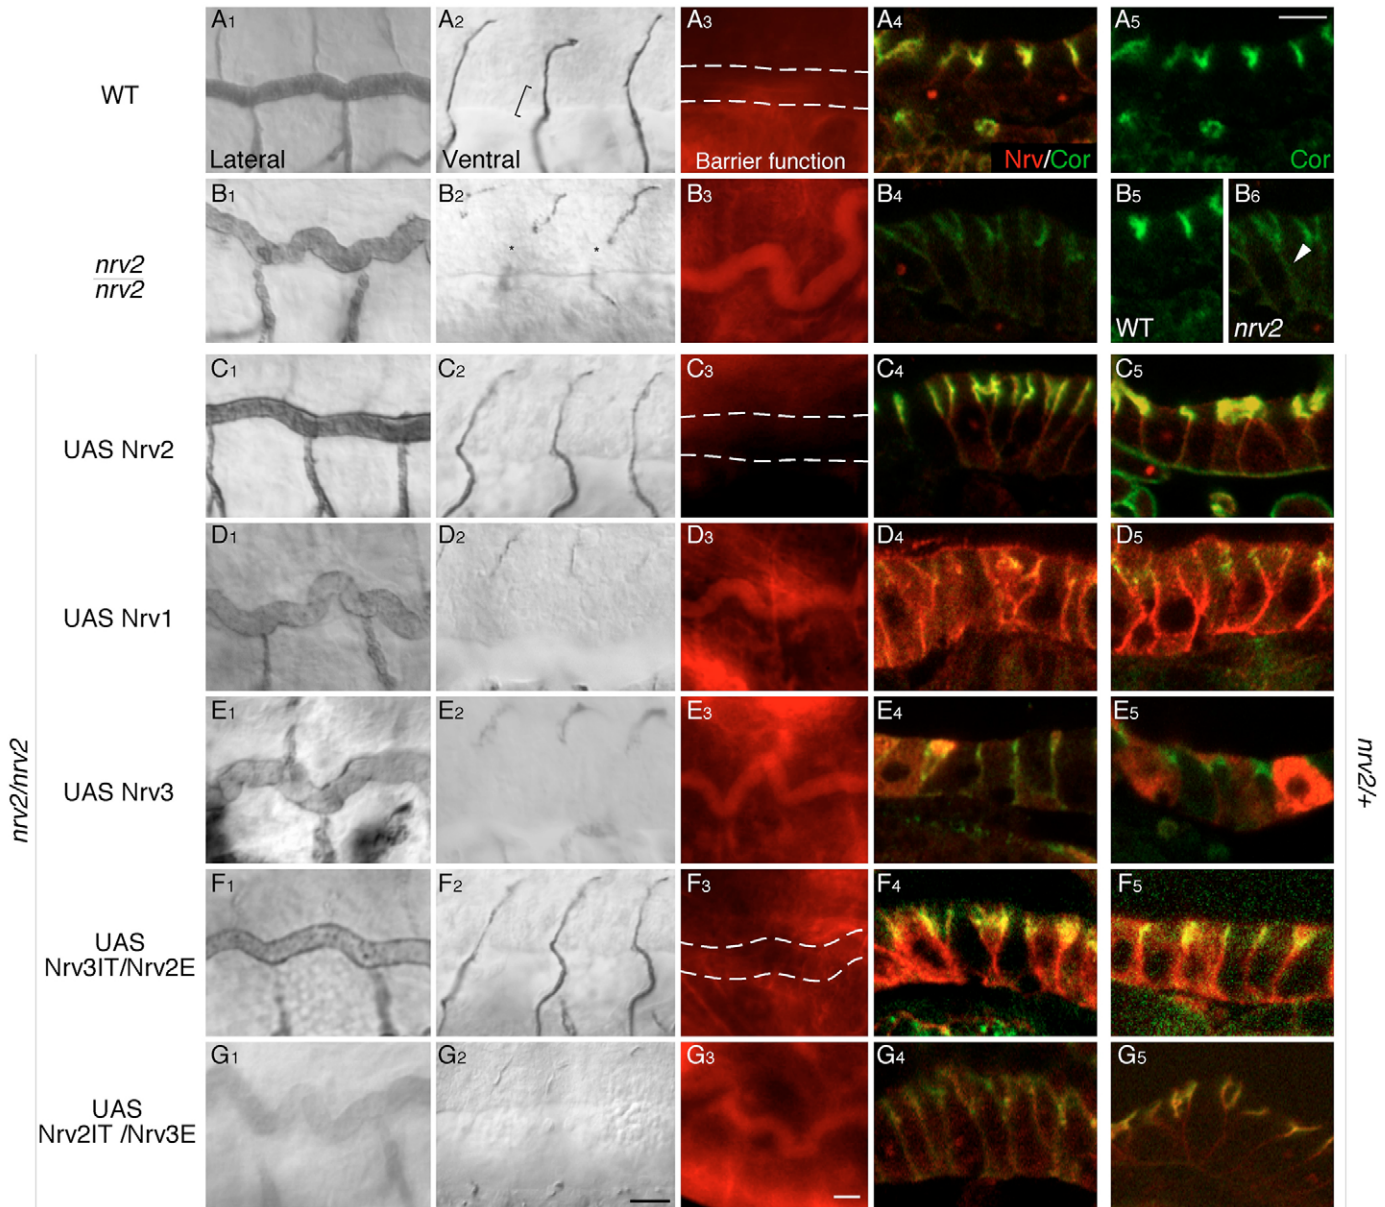 A1
A2
A3
A4
A5
WT
Lateral
Ventral
Barrier function
Nrv/Cor
Cor
B1
B2
B3
B4
B5
B6
nrv2
nrv2
*
*
WT
nrv2
C1
C2
C3
C4
C5
UAS Nrv2
D1
D2
D3
D4
D5
UAS Nrv1
E1
E2
E3
E4
E5
UAS Nrv3
nrv2/nrv2
nrv2/+
F1
F2
F3
F4
F5
UAS
Nrv3IT/Nrv2E
G1
G2
G3
G4
G5
UAS
Nrv2IT /Nrv3E